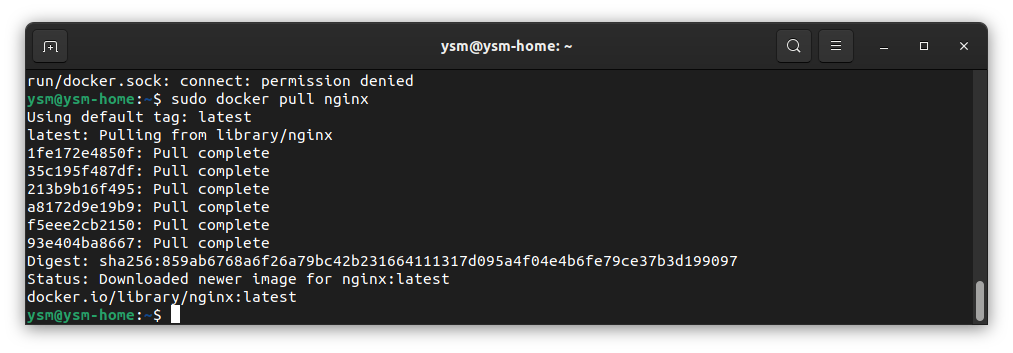 ysm@ysm-home: ~
run/docker.sock: connect: permission denied
ysm@ysm-home:~$ sudo docker pull nginx
Using default tag: latest
latest: Pulling from library/nginx
1fe172e4850f: Pull complete
35c195f487df: Pull complete
213b9b16f495: Pull complete
a8172d9e19b9: Pull complete
f5eee2cb2150: Pull complete
93e404ba8667: Pull complete
Digest: sha256:859ab6768a6f26a79bc42b231664111317d095a4f04e4b6fe79ce37b3d199097
Status: Downloaded newer image for nginx:latest
docker.io/library/nginx:latest
ysm@ysm-home:~$